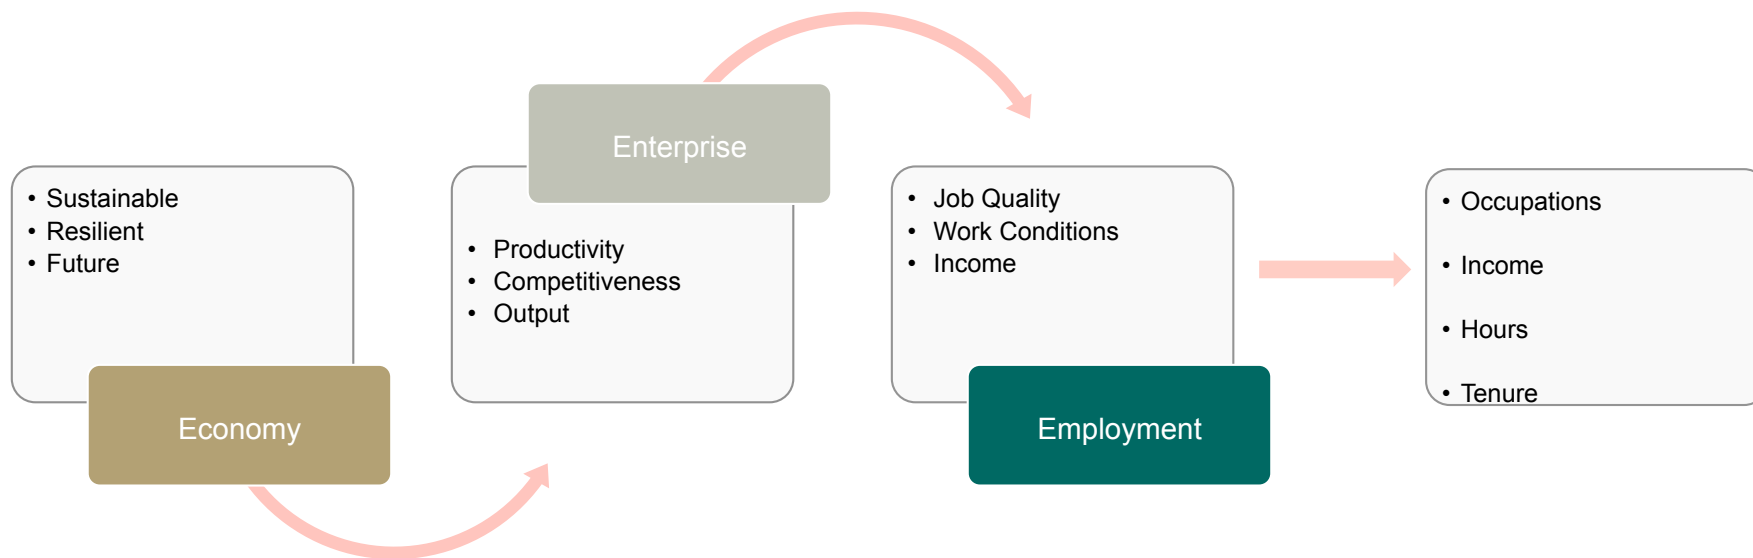 • Sustainable
• Resilient
• Future
Economy
Enterprise
• Productivity
• Competitiveness
• Output
• Job Quality
• Work Conditions
• Income
Employment
• Occupations
• Income
• Hours
• Tenure